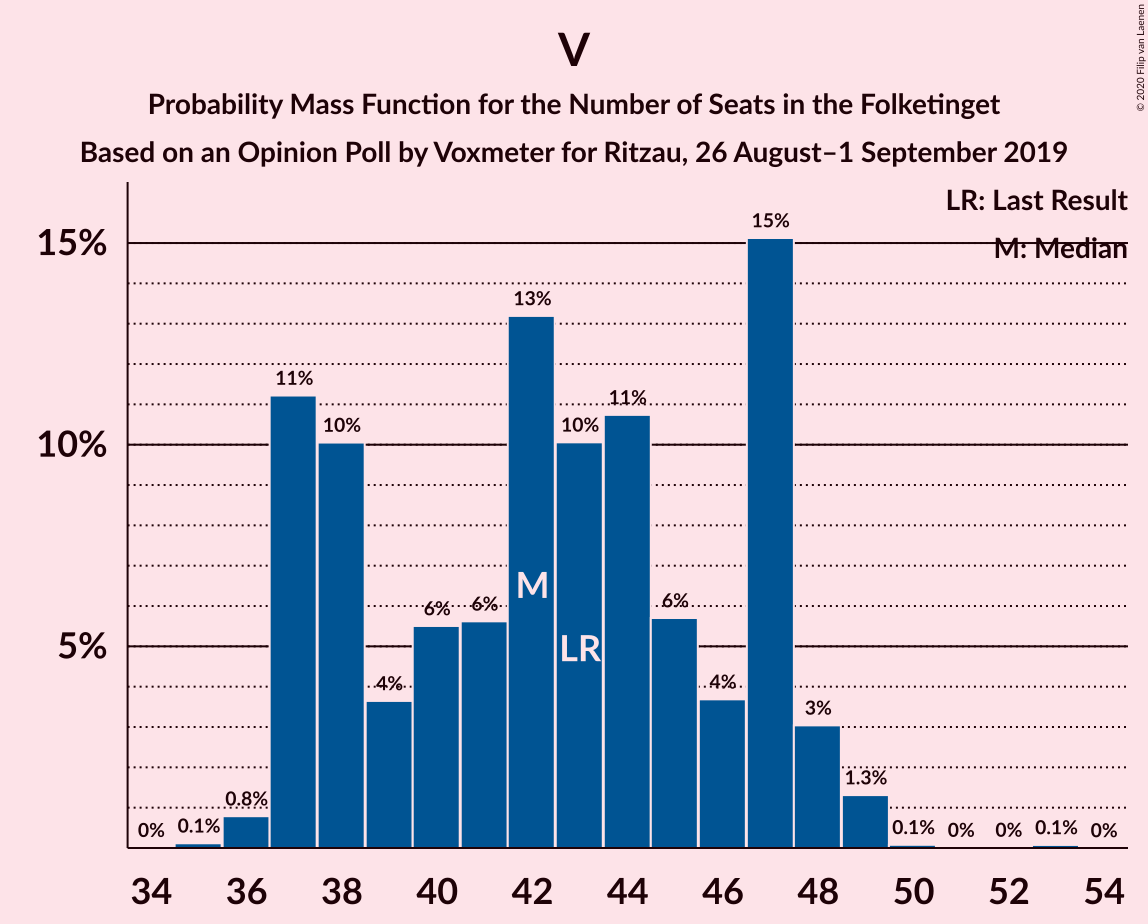 V
Probability Mass Function for the Number of Seats in the Folketinget
Based on an Opinion Poll by Voxmeter for Ritzau, 26 August–1 September 2019
© 2020 Filip van Laenen
LR: Last Result
M: Median
15%
10%
5%
0%
0.1%
0.8%
11%
10%
4%
6%
6%
13%
10%
11%
6%
4%
15%
3%
1.3%
0.1%
0%
0%
0.1%
0%
M
LR
34 36 38 40 42 44 46 48 50 52 54